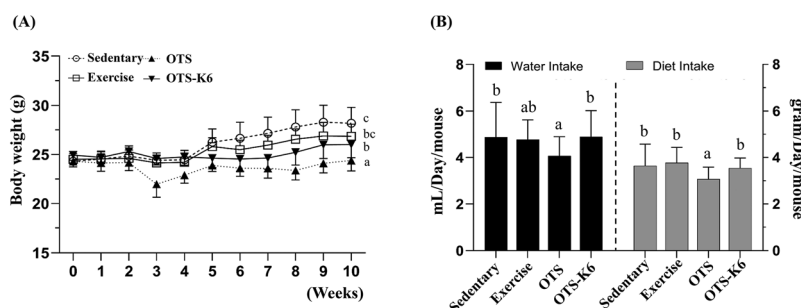 (A)
Sedentary OTS
Exercise OTS-K6
Body weight (g)
35
30
25
20
15
c
bc
b
a
0 1 2 3 4 5 6 7 8 9 10
(Weeks)
(B)
Water Intake Diet Intake
mL/Day/mouse
8
6
4
2
0
b ab a b b b a b
8
6
4
2
0
gram/Day/mouse
Sedentary Exercise OTS OTS-K6 Sedentary Exercise OTS OTS-K6